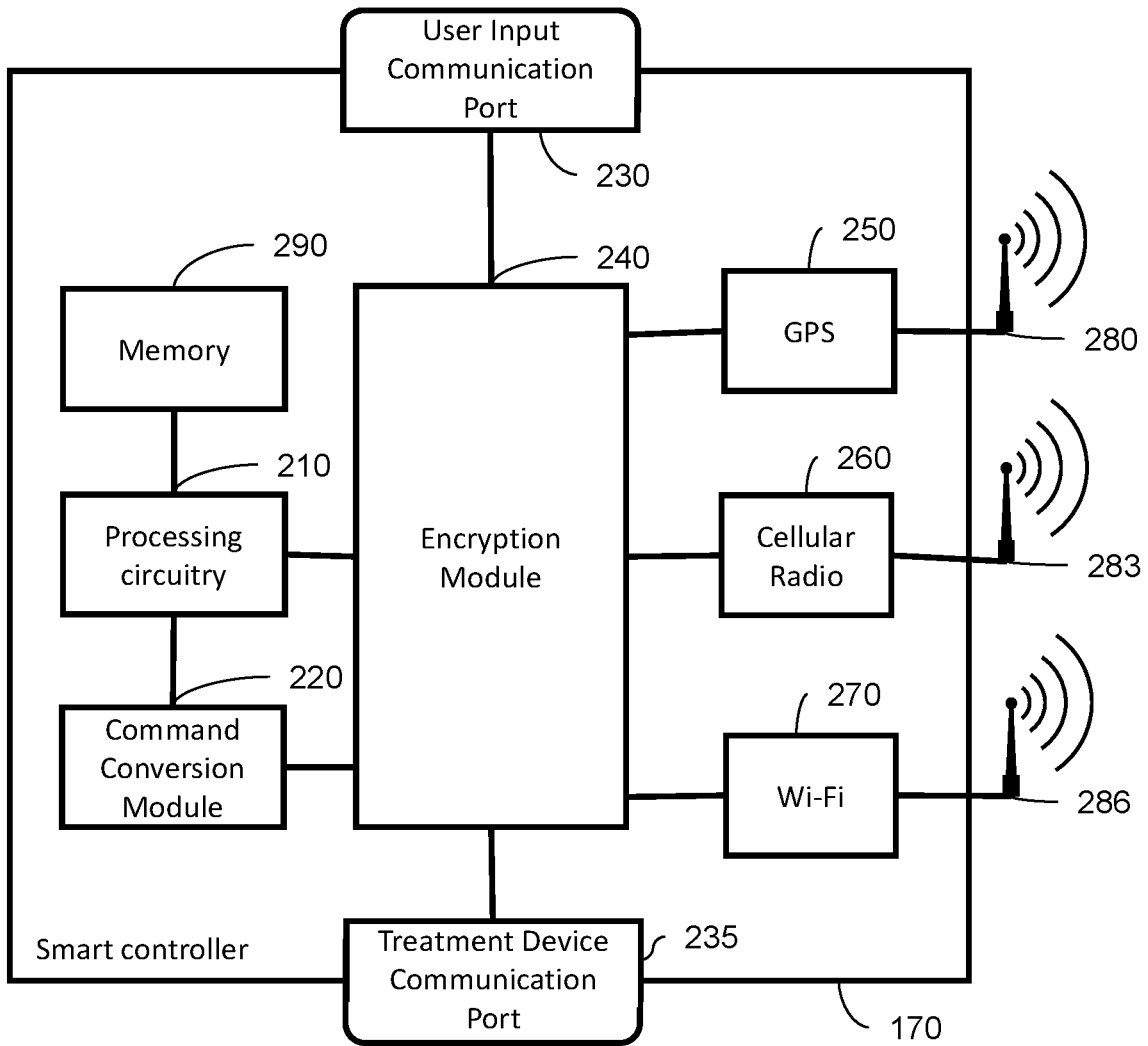 User Input
Communication
Port
230
290
240
250
Memory
GPS
280
210
260
Processing
circuitry
Encryption
Module
Cellular
Radio
283
220
270
Command
Conversion
Module
Wi-Fi
286
Smart controller
Treatment Device
Communication
Port
235
170